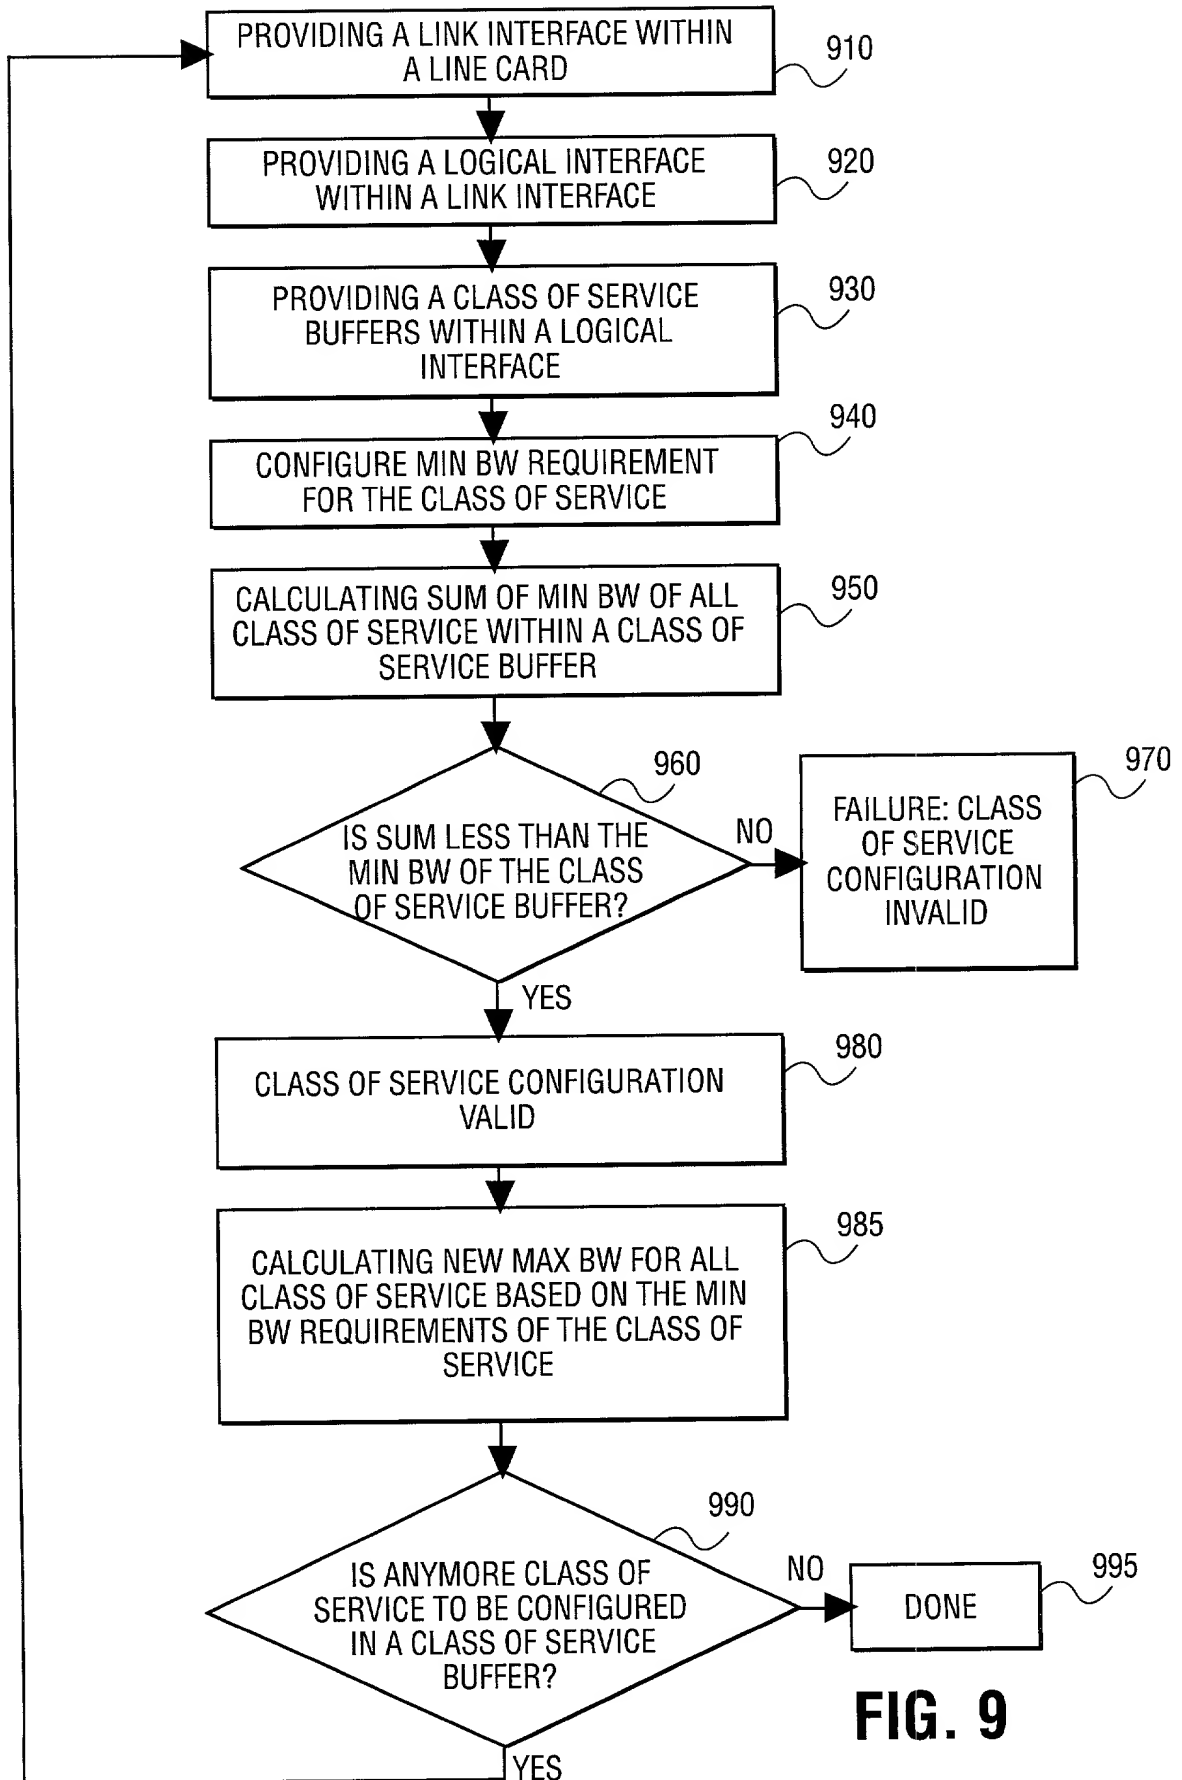 PROVIDING A LINK INTERFACE WITHIN
A LINE CARD
910
PROVIDING A LOGICAL INTERFACE
WITHIN A LINK INTERFACE
920
PROVIDING A CLASS OF SERVICE
BUFFERS WITHIN A LOGICAL
INTERFACE
930
CONFIGURE MIN BW REQUIREMENT
FOR THE CLASS OF SERVICE
940
CALCULATING SUM OF MIN BW OF ALL
CLASS OF SERVICE WITHIN A CLASS OF
SERVICE BUFFER
950
IS SUM LESS THAN THE
MIN BW OF THE CLASS
OF SERVICE BUFFER?
960
NO
FAILURE: CLASS
OF SERVICE
CONFIGURATION
INVALID
970
YES
CLASS OF SERVICE CONFIGURATION
VALID
980
CALCULATING NEW MAX BW FOR ALL
CLASS OF SERVICE BASED ON THE MIN
BW REQUIREMENTS OF THE CLASS OF
SERVICE
985
IS ANYMORE CLASS OF
SERVICE TO BE CONFIGURED
IN A CLASS OF SERVICE
BUFFER?
990
NO
DONE
995
YES
FIG. 9